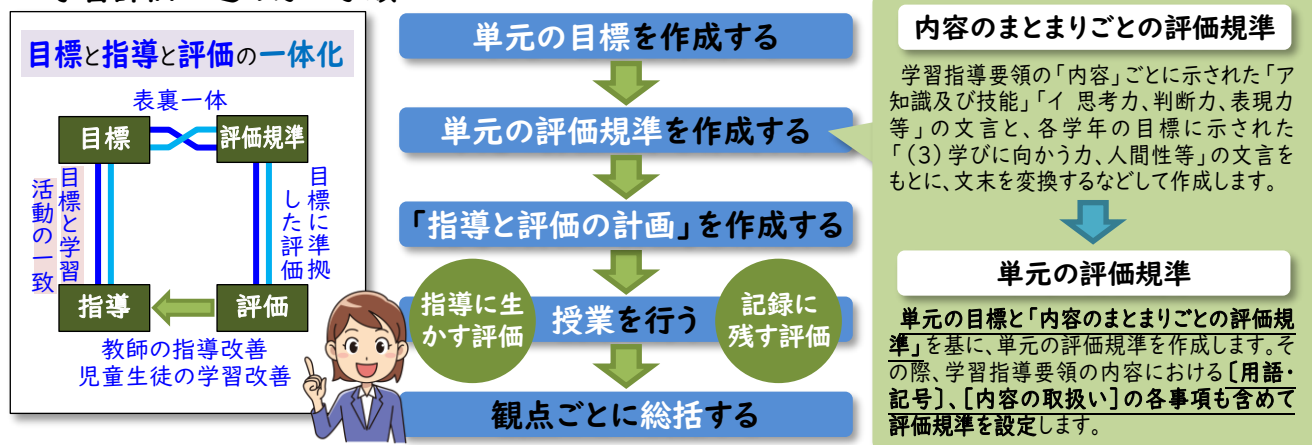 目標と指導と評価の一体化
表裏一体
目標
評価規準
目標と学習
活動の一致
目標に準拠
した評価
指導
評価
教師の指導改善
児童生徒の学習改善
単元の目標を作成する
単元の評価規準を作成する
「指導と評価の計画」を作成する
指導に生
かす評価
授業を行う
記録に
残す評価
観点ごとに総括する
内容のまとまりごとの評価規準
学習指導要領の「内容」ごとに示された「ア
知識及び技能」「イ 思考力、判断力、表現力
等」の文言と、各学年の目標に示された
「(3)学びに向かう力、人間性等」の文言を
もとに、文末を変換するなどして作成します。
単元の評価規準
単元の目標と「内容のまとまりごとの評価規
準」を基に、単元の評価規準を作成します。そ
の際、学習指導要領の内容における[用語・
記号]、[内容の取扱い]の各事項も含めて
評価規準を設定します。